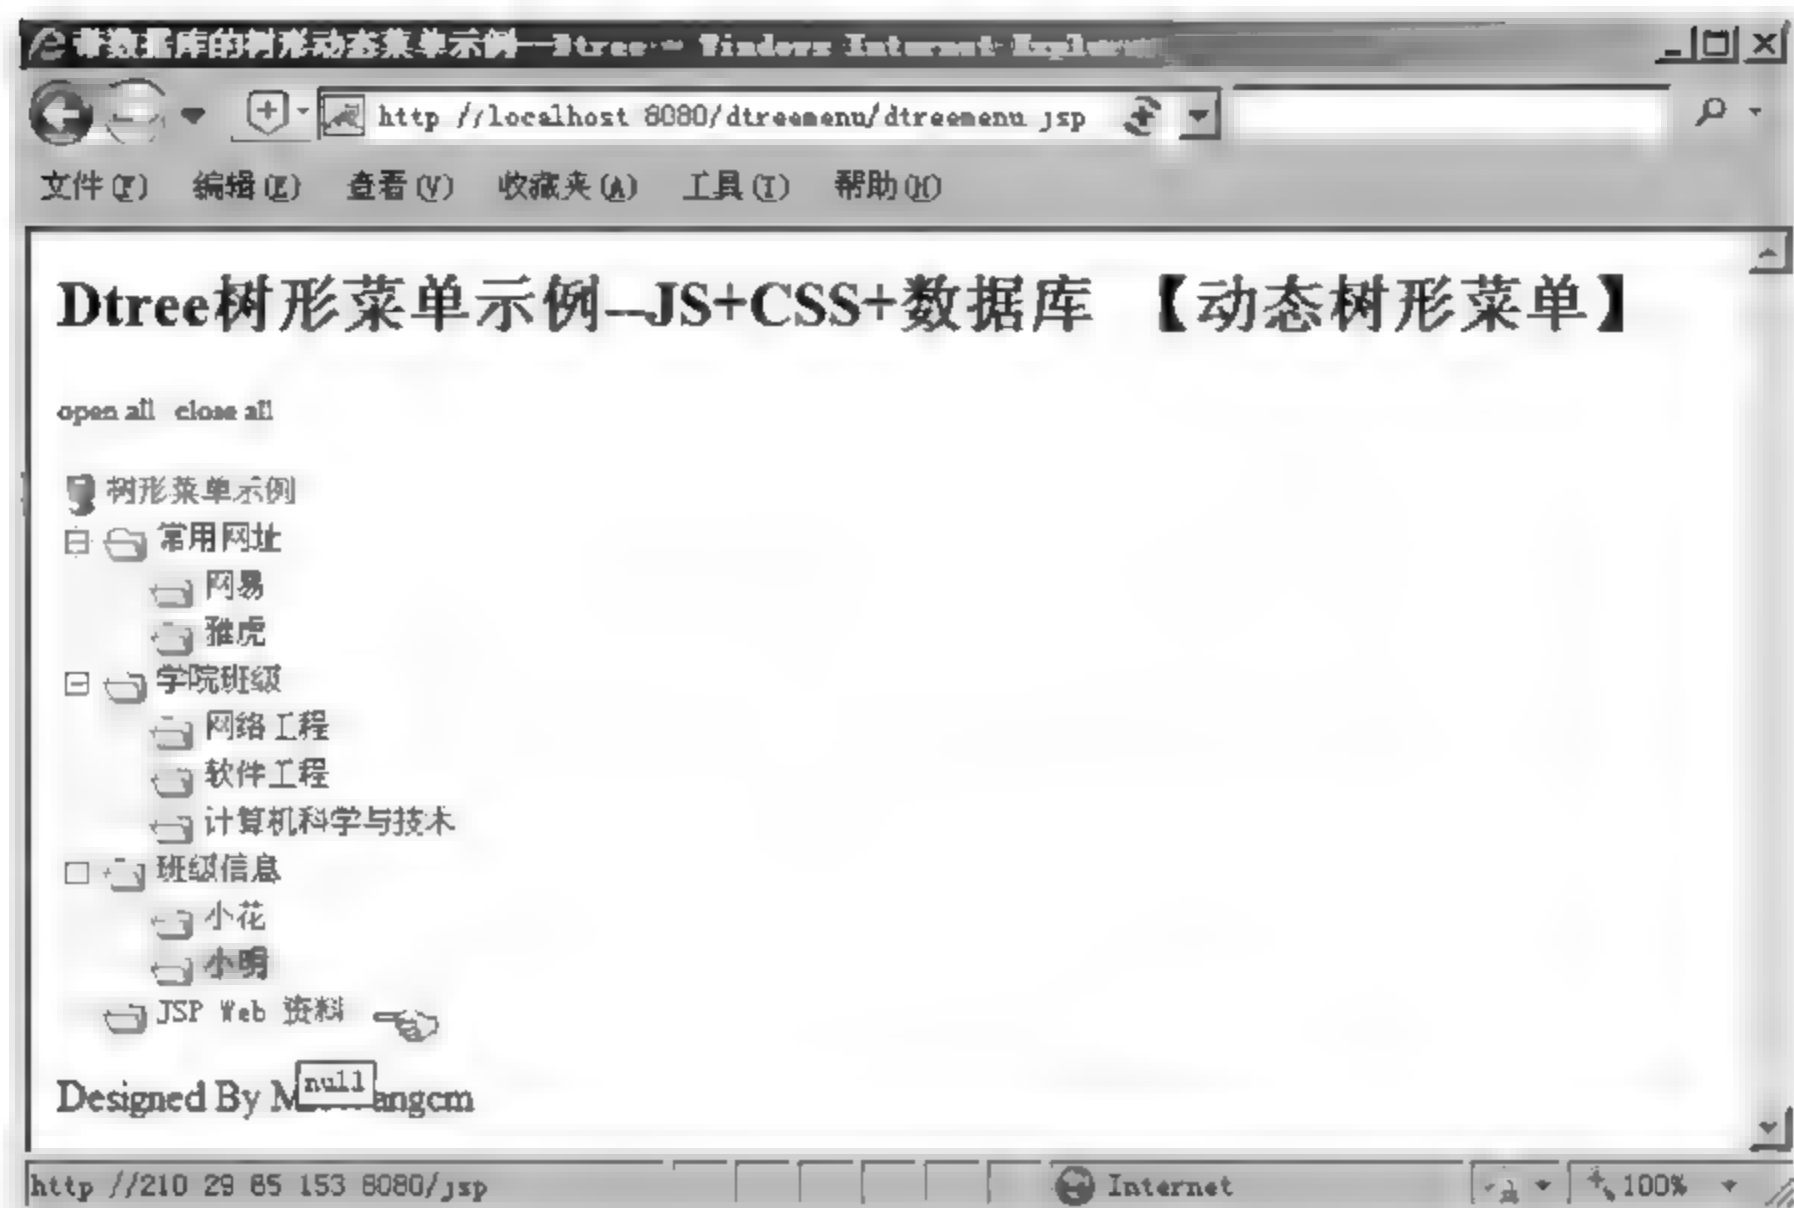 带数据库的树形动态菜单示例--Dtree - Windows Internet Explorer
http //localhost 8080/dtreemenu/dtreemenu jsp
文件(F) 编辑(E) 查看(V) 收藏夹(A) 工具(T) 帮助(H)
Dtree树形菜单示例--JS+CSS+数据库 【动态树形菜单】
open all close all
树形菜单示例
常用网址
网易
雅虎
学院班级
网络工程
软件工程
计算机科学与技术
班级信息
小花
小明
JSP Web 资料
null
Designed By
http //210 29 85 153 8080/jsp
Internet
100%